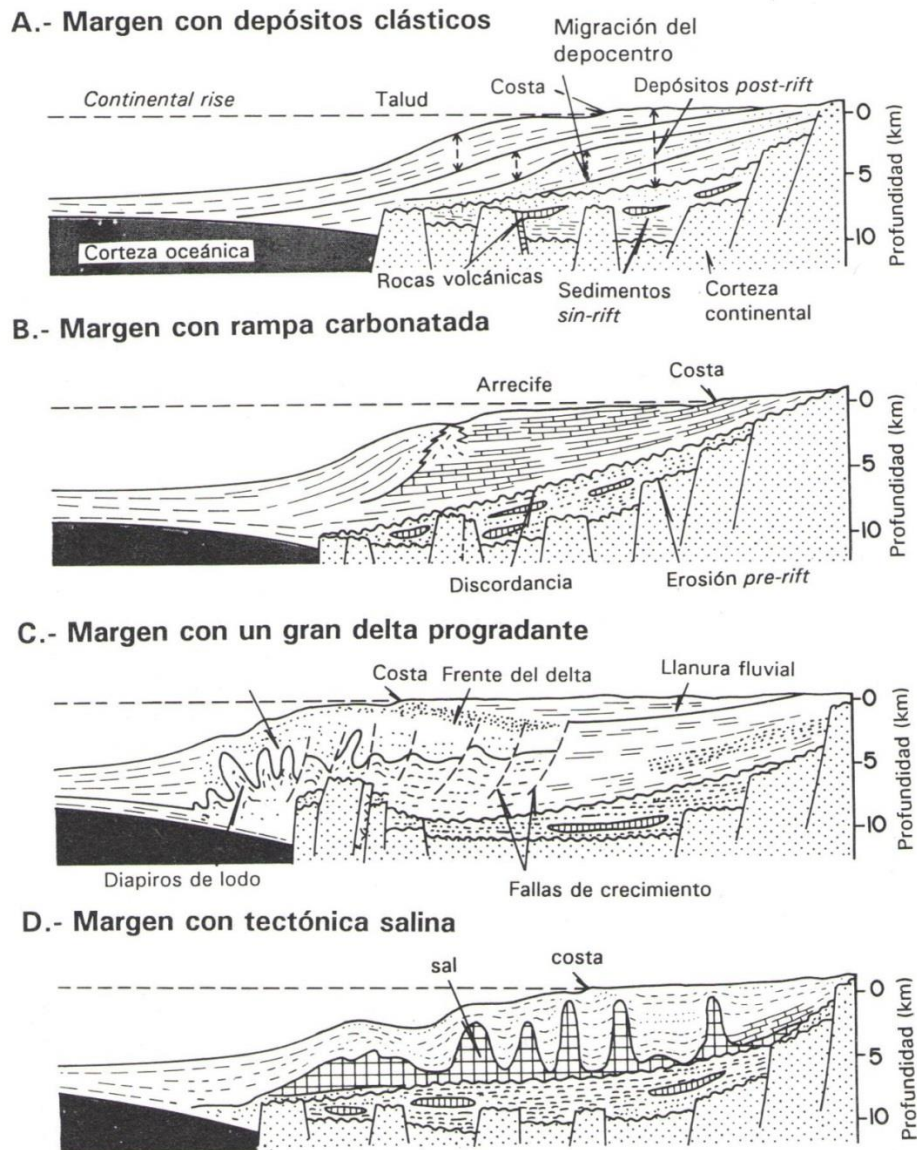 A.- Margen con depósitos clásticos
Migración del
depocentro
Continental rise
Talud
Costa
Depósitos post-rift
0
5
10
Profundidad (km)
Corteza oceánica
Rocas volcánicas
Sedimentos
sin-rift
Corteza
continental
B.- Margen con rampa carbonatada
Arrecife
Costa
0
5
10
Profundidad (km)
Discordancia
Erosión pre-rift
C.- Margen con un gran delta progradante
Costa
Frente del delta
Llanura fluvial
0
5
10
Profundidad (km)
Diapiros de lodo
Fallas de crecimiento
D.- Margen con tectónica salina
sal
costa
0
5
10
Profundidad (km)